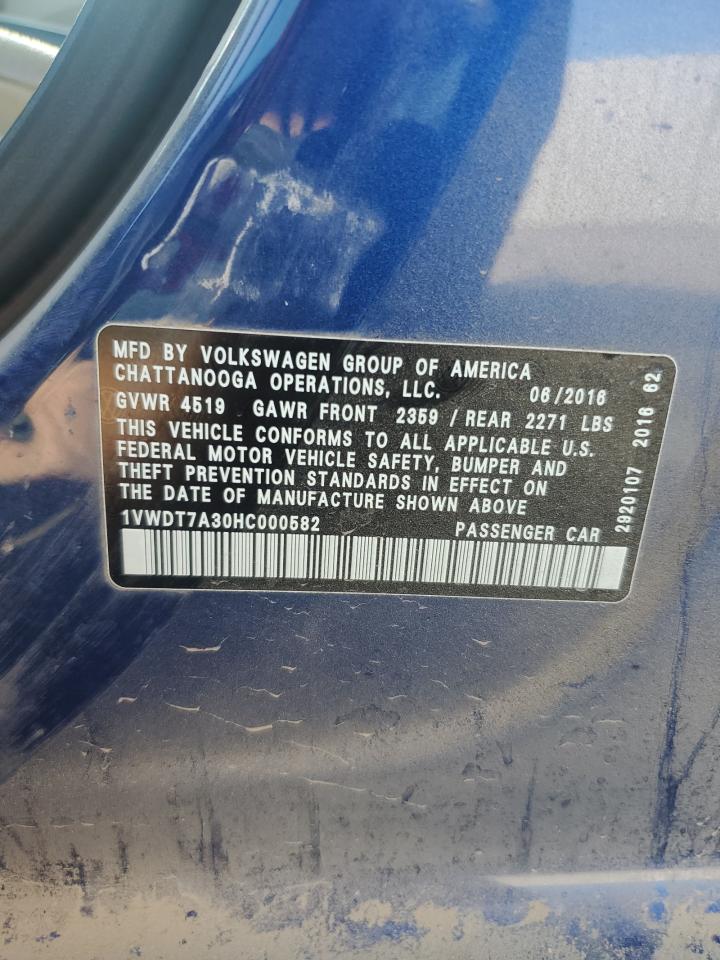 MFD BY VOLKSWAGEN GROUP OF AMERICA
CHATTANOOGA OPERATIONS, LLC. 06/2016
GVWR 4519 GAWR FRONT 2359 / REAR 2271 LBS
THIS VEHICLE CONFORMS TO ALL APPLICABLE U.S.
FEDERAL MOTOR VEHICLE SAFETY, BUMPER AND
THEFT PREVENTION STANDARDS IN EFFECT ON
THE DATE OF MANUFACTURE SHOWN ABOVE
1VWDT7A30HC000582 PASSENGER CAR
2920107 2016 62